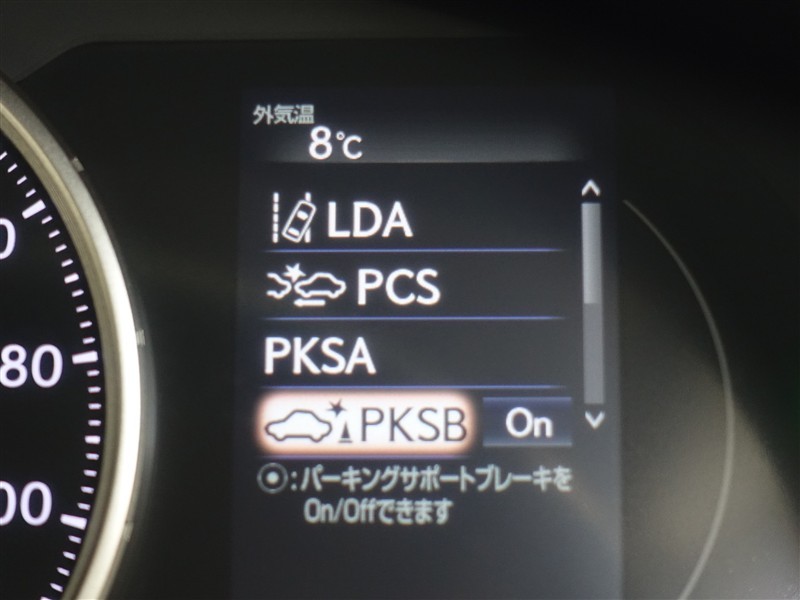 外気温
8℃
LDA
PCS
PKSA
PKSB On
⦿:パーキングサポートブレーキを
On/Offできます
80